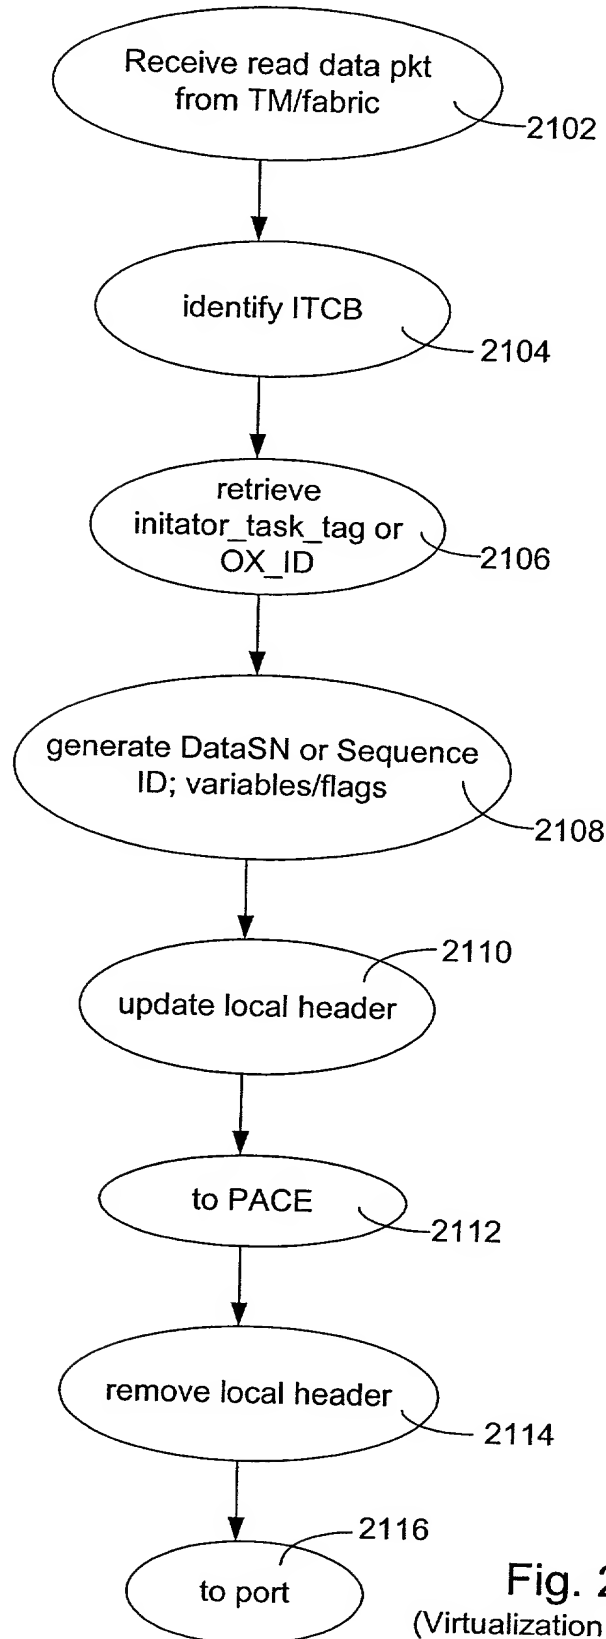 Receive read data pkt
from TM/fabric
2102
identify ITCB
2104
retrieve
initator_task_tag or
OX_ID
2106
generate DataSN or Sequence
ID; variables/flags
2108
2110
update local header
to PACE
2112
remove local header
2114
2116
to port
Fig. 2
(Virtualization